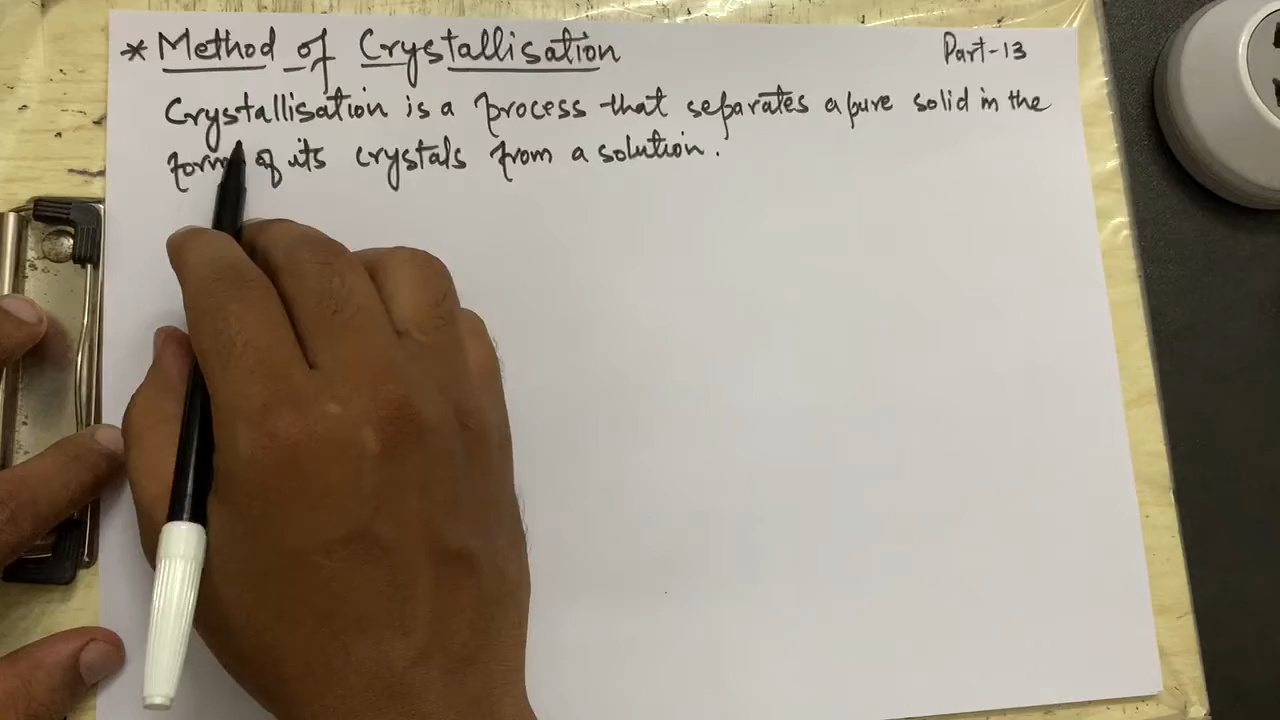 * Method of Crystallisation
Part-13
Crystallisation is a process that separates a pure solid in the
form of its crystals from a solution.